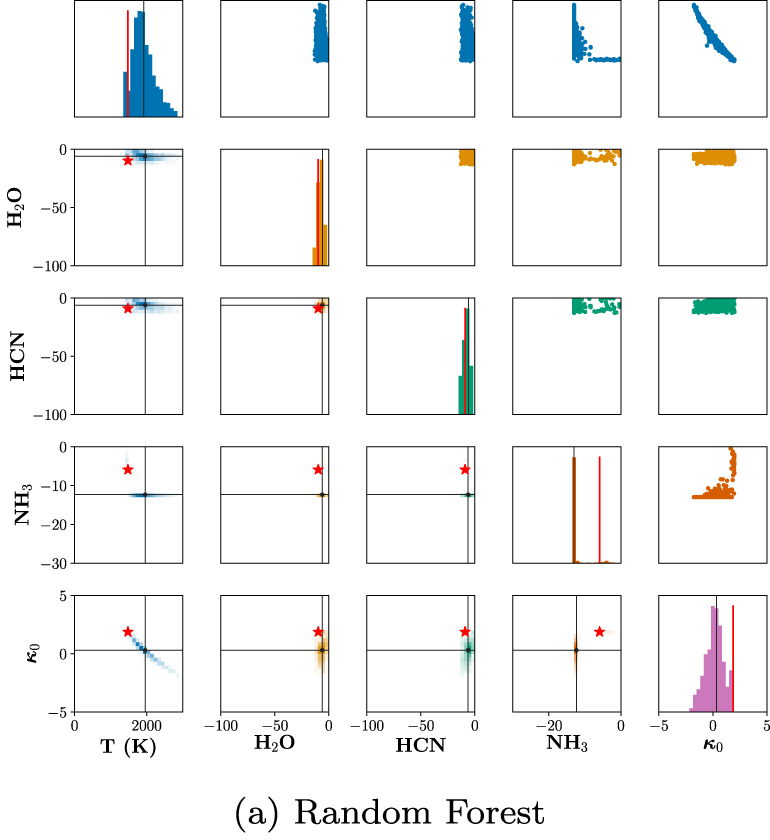 0
−50
−100
H₂O
0
−50
−100
HCN
0
−10
−20
−30
NH₃
5
0
−5
κ₀
0 2000
−100 −50 0
−100 −50 0
−20 0
−5 0 5
T (K) H₂O HCN NH₃ κ₀
(a) Random Forest